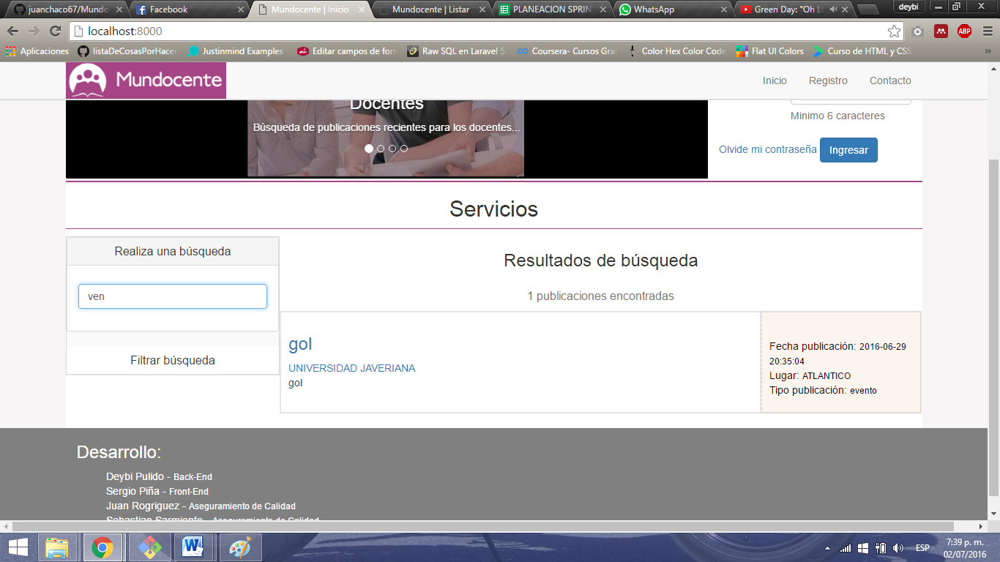 juanchaco67/Mundo
Facebook
Mundocente | Inicio
Mundocente | Listar
PLANEACION SPRIN
WhatsApp
Green Day: "Oh L
deybi
localhost:8000
ABP
Aplicaciones
listaDeCosasPorHacer
Justinmind Examples
Editar campos de form
Raw SQL en Laravel 5.
Coursera- Cursos Gra
Color Hex Color Code
Flat UI Colors
Curso de HTML y CSS
»
Mundocente
Inicio
Registro
Contacto
Docentes
Búsqueda de publicaciones recientes para los docentes...
Minimo 6 caracteres
Olvide mi contraseña
Ingresar
Servicios
Realiza una búsqueda
ven
Filtrar búsqueda
Resultados de búsqueda
1 publicaciones encontradas
gol
UNIVERSIDAD JAVERIANA
gol
Fecha publicación: 2016-06-29
20:35:04
Lugar: ATLANTICO
Tipo publicación: evento
Desarrollo:
Deybi Pulido - Back-End
Sergio Piña - Front-End
Juan Rogriguez - Aseguramiento de Calidad
Sebastian Sarmiento - Aseguramiento de Calidad
ESP
7:39 p. m.
02/07/2016